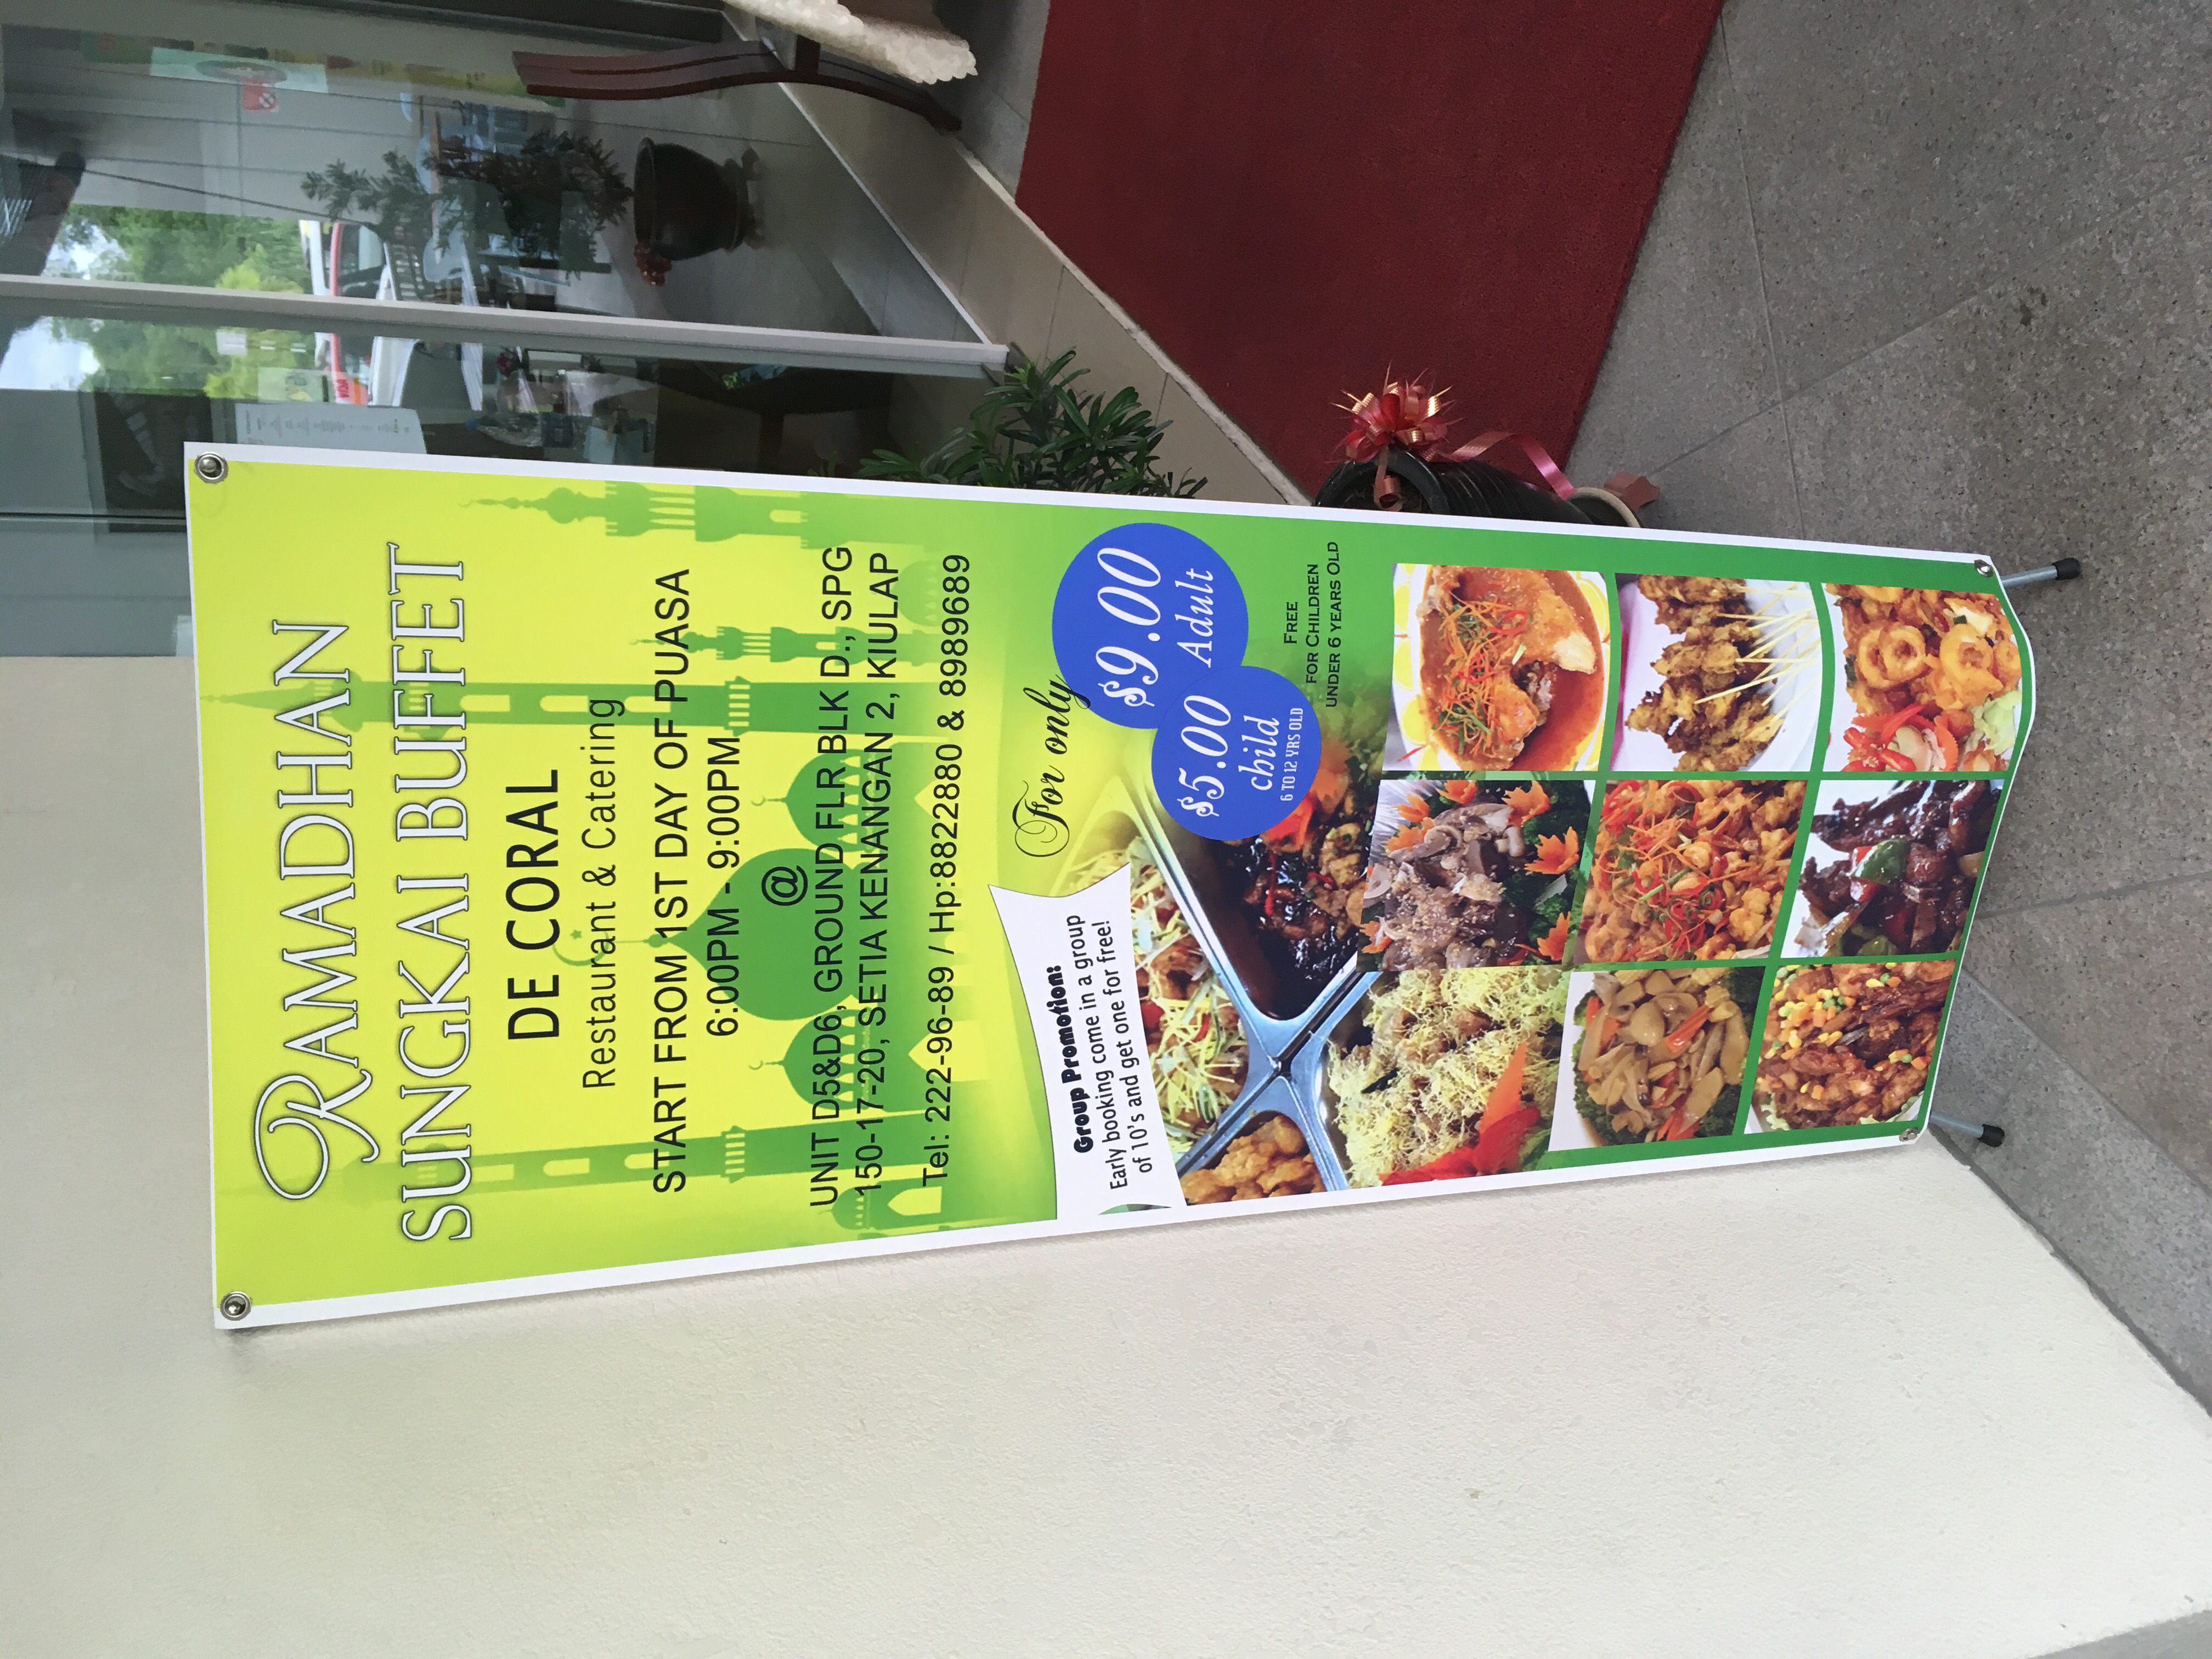 RAMADHAN
SUNGKAI BUFFET
DE CORAL
Restaurant & Catering
START FROM 1ST DAY OF PUASA
6:00PM - 9:00PM
@
UNIT D5&D6, GROUND FLR BLK D., SPG
150-17-20, SETIA KENANGAN 2, KIULAP
Tel: 222-96-89 / Hp:8822880 & 8989689
Group Promotion:
Early booking come in a group
of 10's and get one for free!
For only
$9.00
Adult
$5.00
child
6 TO 12 YRS OLD
FREE
FOR CHILDREN
UNDER 6 YEARS OLD